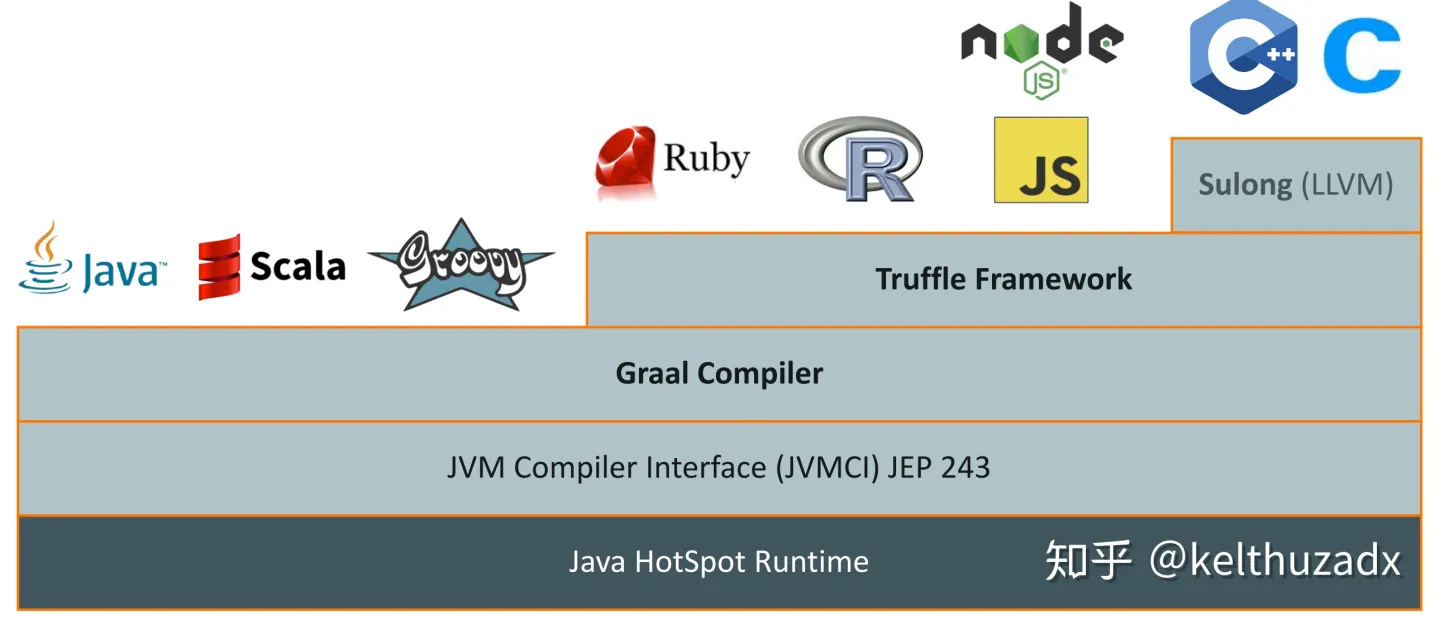 node
JS
C++
C
Ruby
R
JS
Sulong (LLVM)
Java™
Scala
Groovy
Truffle Framework
Graal Compiler
JVM Compiler Interface (JVMCI) JEP 243
Java HotSpot Runtime
知乎 @kelthuzadx